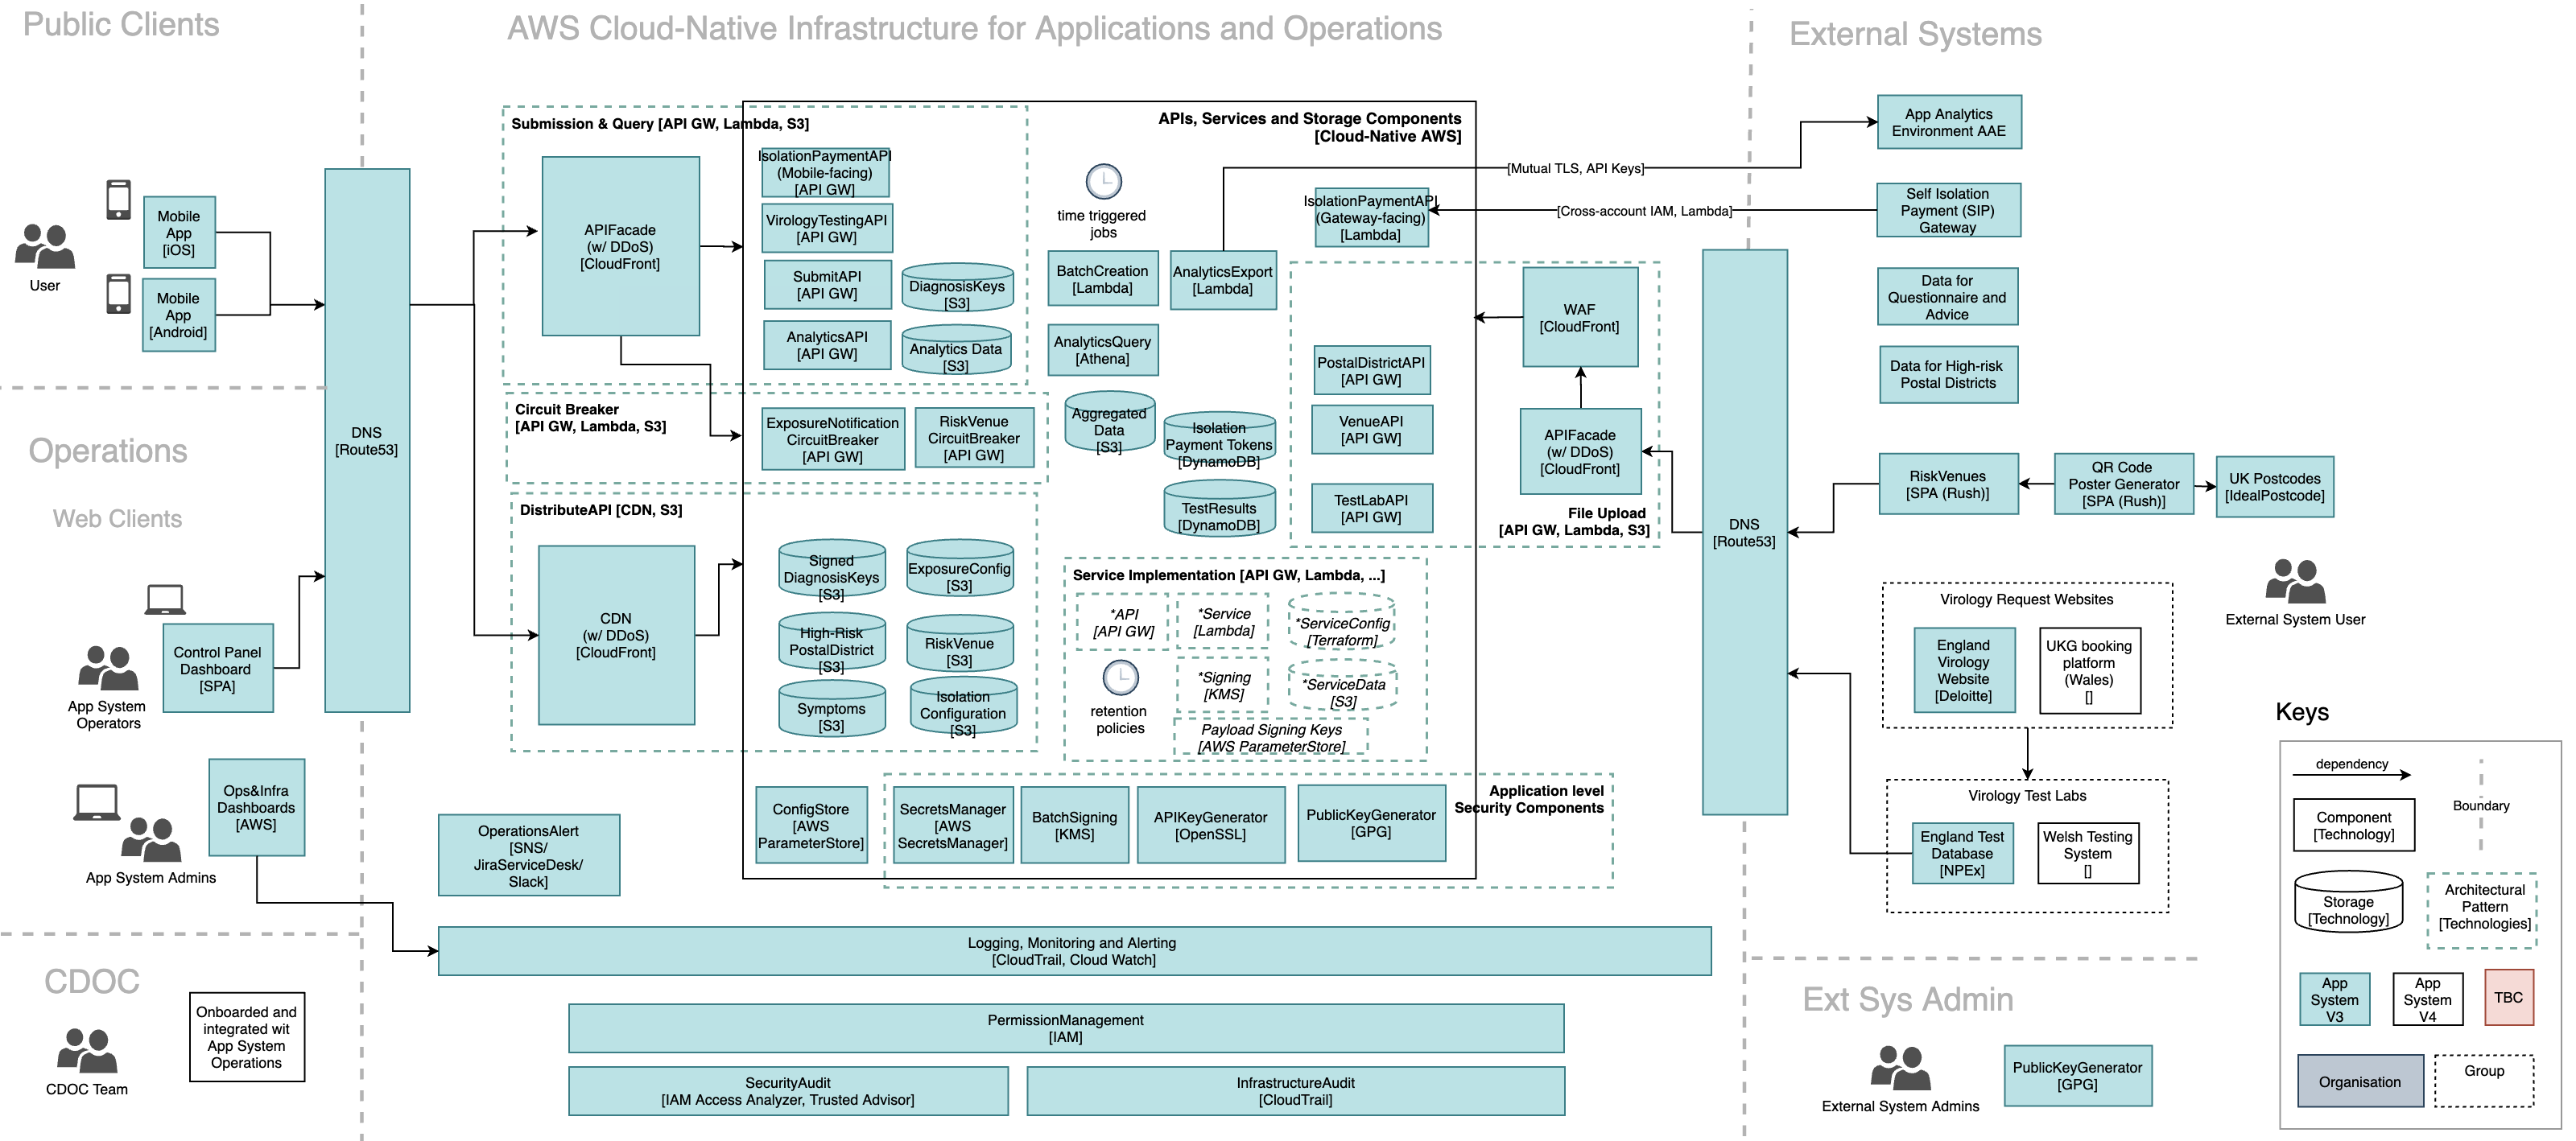 Public Clients
AWS Cloud-Native Infrastructure for Applications and Operations
External Systems
User
Mobile
App
[iOS]
Mobile
App
[Android]
DNS
[Route53]
Operations
Web Clients
Control Panel
Dashboard
[SPA]
App System
Operators
Ops&Infra
Dashboards
[AWS]
App System Admins
CDOC
CDOC Team
Onboarded and
integrated wit
App System
Operations
Submission & Query [API GW, Lambda, S3]
APIFacade
(w/ DDoS)
[CloudFront]
IsolationPaymentAPI
(Mobile-facing)
[API GW]
VirologyTestingAPI
[API GW]
SubmitAPI
[API GW]
DiagnosisKeys
[S3]
AnalyticsAPI
[API GW]
Analytics Data
[S3]
Circuit Breaker
[API GW, Lambda, S3]
ExposureNotification
CircuitBreaker
[API GW]
RiskVenue
CircuitBreaker
[API GW]
DistributeAPI [CDN, S3]
CDN
(w/ DDoS)
[CloudFront]
Signed
DiagnosisKeys
[S3]
ExposureConfig
[S3]
High-Risk
PostalDistrict
[S3]
RiskVenue
[S3]
Symptoms
[S3]
Isolation
Configuration
[S3]
APIs, Services and Storage Components
[Cloud-Native AWS]
time triggered
jobs
BatchCreation
[Lambda]
AnalyticsExport
[Lambda]
AnalyticsQuery
[Athena]
Aggregated
Data
[S3]
Isolation
Payment Tokens
[DynamoDB]
TestResults
[DynamoDB]
[Mutual TLS, API Keys]
IsolationPaymentAPI
(Gateway-facing)
[Lambda]
[Cross-account IAM, Lambda]
PostalDistrictAPI
[API GW]
VenueAPI
[API GW]
TestLabAPI
[API GW]
WAF
[CloudFront]
APIFacade
(w/ DDoS)
[CloudFront]
File Upload
[API GW, Lambda, S3]
Service Implementation [API GW, Lambda, ...]
*API
[API GW]
*Service
[Lambda]
*ServiceConfig
[Terraform]
retention
policies
*Signing
[KMS]
*ServiceData
[S3]
Payload Signing Keys
[AWS ParameterStore]
Application level
Security Components
ConfigStore
[AWS
ParameterStore]
SecretsManager
[AWS
SecretsManager]
BatchSigning
[KMS]
APIKeyGenerator
[OpenSSL]
PublicKeyGenerator
[GPG]
OperationsAlert
[SNS/
JiraServiceDesk/
Slack]
Logging, Monitoring and Alerting
[CloudTrail, Cloud Watch]
PermissionManagement
[IAM]
SecurityAudit
[IAM Access Analyzer, Trusted Advisor]
InfrastructureAudit
[CloudTrail]
DNS
[Route53]
App Analytics
Environment AAE
Self Isolation
Payment (SIP)
Gateway
Data for
Questionnaire and
Advice
Data for High-risk
Postal Districts
RiskVenues
[SPA (Rush)]
QR Code
Poster Generator
[SPA (Rush)]
UK Postcodes
[IdealPostcode]
External System User
Virology Request Websites
England
Virology
Website
[Deloitte]
UKG booking
platform
(Wales)
[]
Virology Test Labs
England Test
Database
[NPEx]
Welsh Testing
System
[]
Ext Sys Admin
External System Admins
PublicKeyGenerator
[GPG]
Keys
dependency
Boundary
Component
[Technology]
Storage
[Technology]
Architectural
Pattern
[Technologies]
App
System
V3
App
System
V4
TBC
Organisation
Group